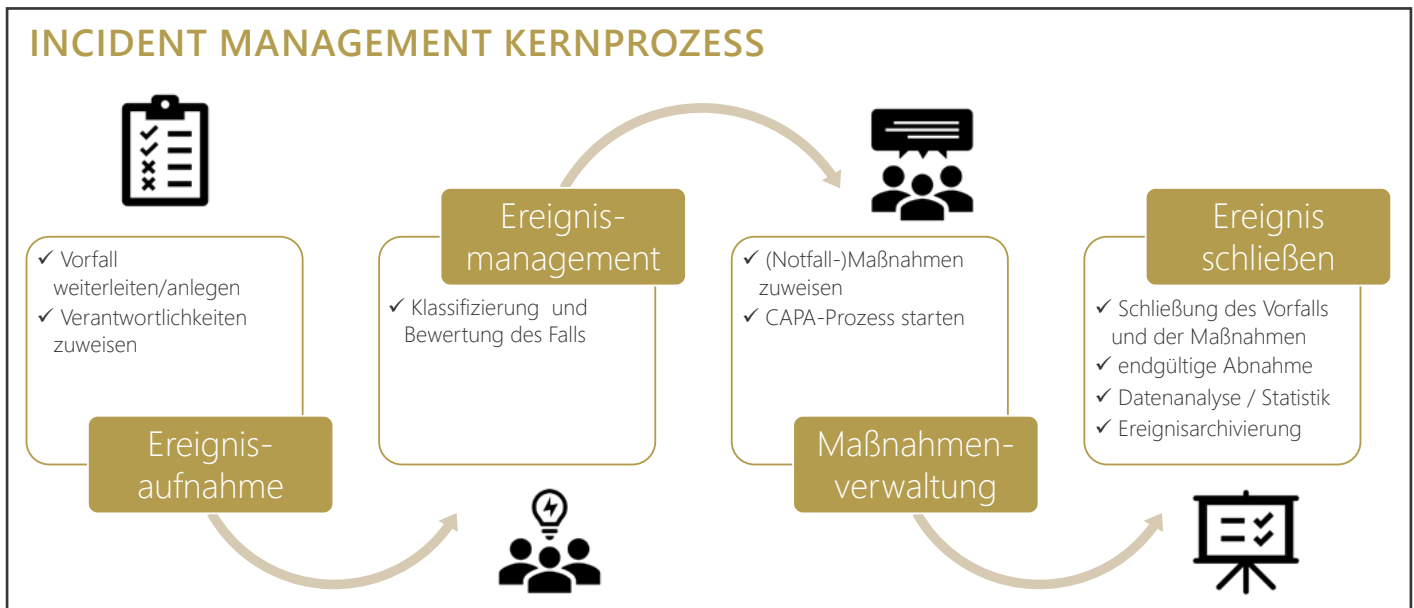 INCIDENT MANAGEMENT KERNPROZESS
✓ Vorfall
weiterleiten/anlegen
✓ Verantwortlichkeiten
zuweisen
Ereignis-
aufnahme
Ereignis-
management
✓ Klassifizierung und
Bewertung des Falls
✓ (Notfall-)Maßnahmen
zuweisen
✓ CAPA-Prozess starten
Maßnahmen-
verwaltung
Ereignis
schließen
✓ Schließung des Vorfalls
und der Maßnahmen
✓ endgültige Abnahme
✓ Datenanalyse / Statistik
✓ Ereignisarchivierung